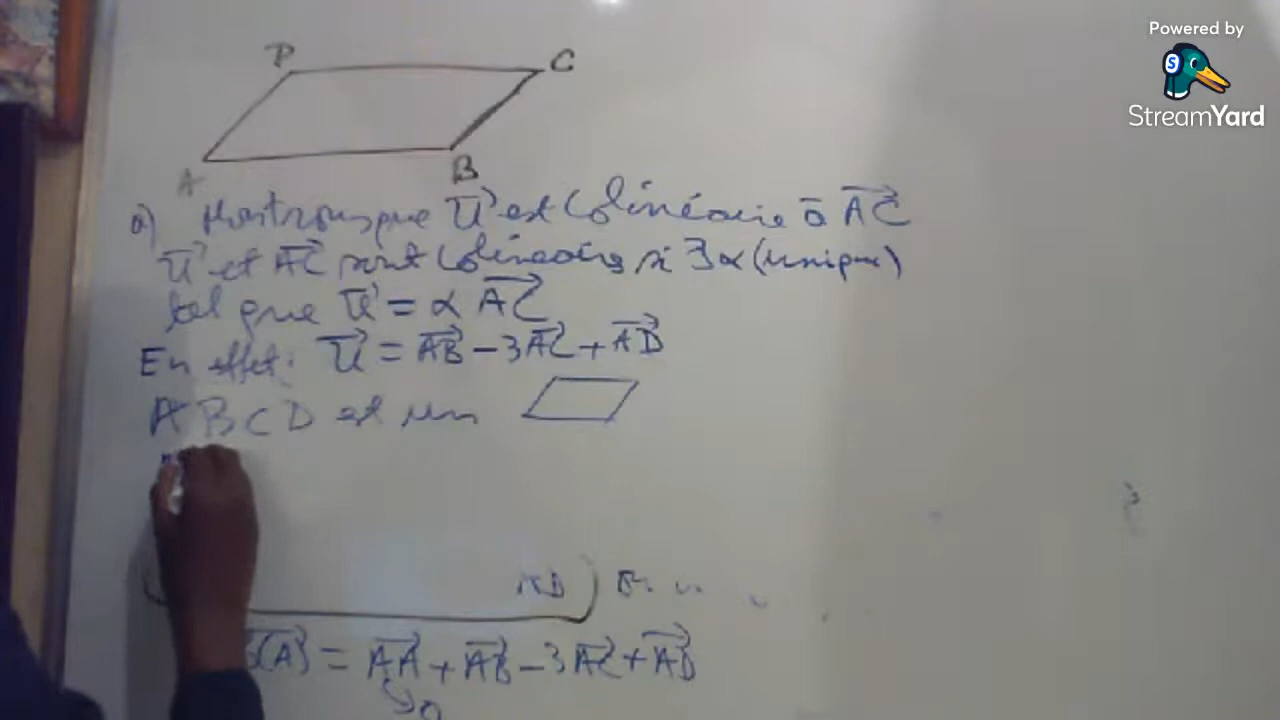 Powered by
StreamYard
D C
A B
a) Montrons que u⃗ est Colinéaire à AC⃗
u⃗ et AC⃗ sont Colinéaires si ∃ α (unique)
tel que u⃗ = α AC⃗
En effet: u⃗ = AB⃗ - 3AC⃗ + AD⃗
ABCD est un
AD )
(A) = AA⃗ + AB⃗ - 3AC⃗ + AD⃗
0